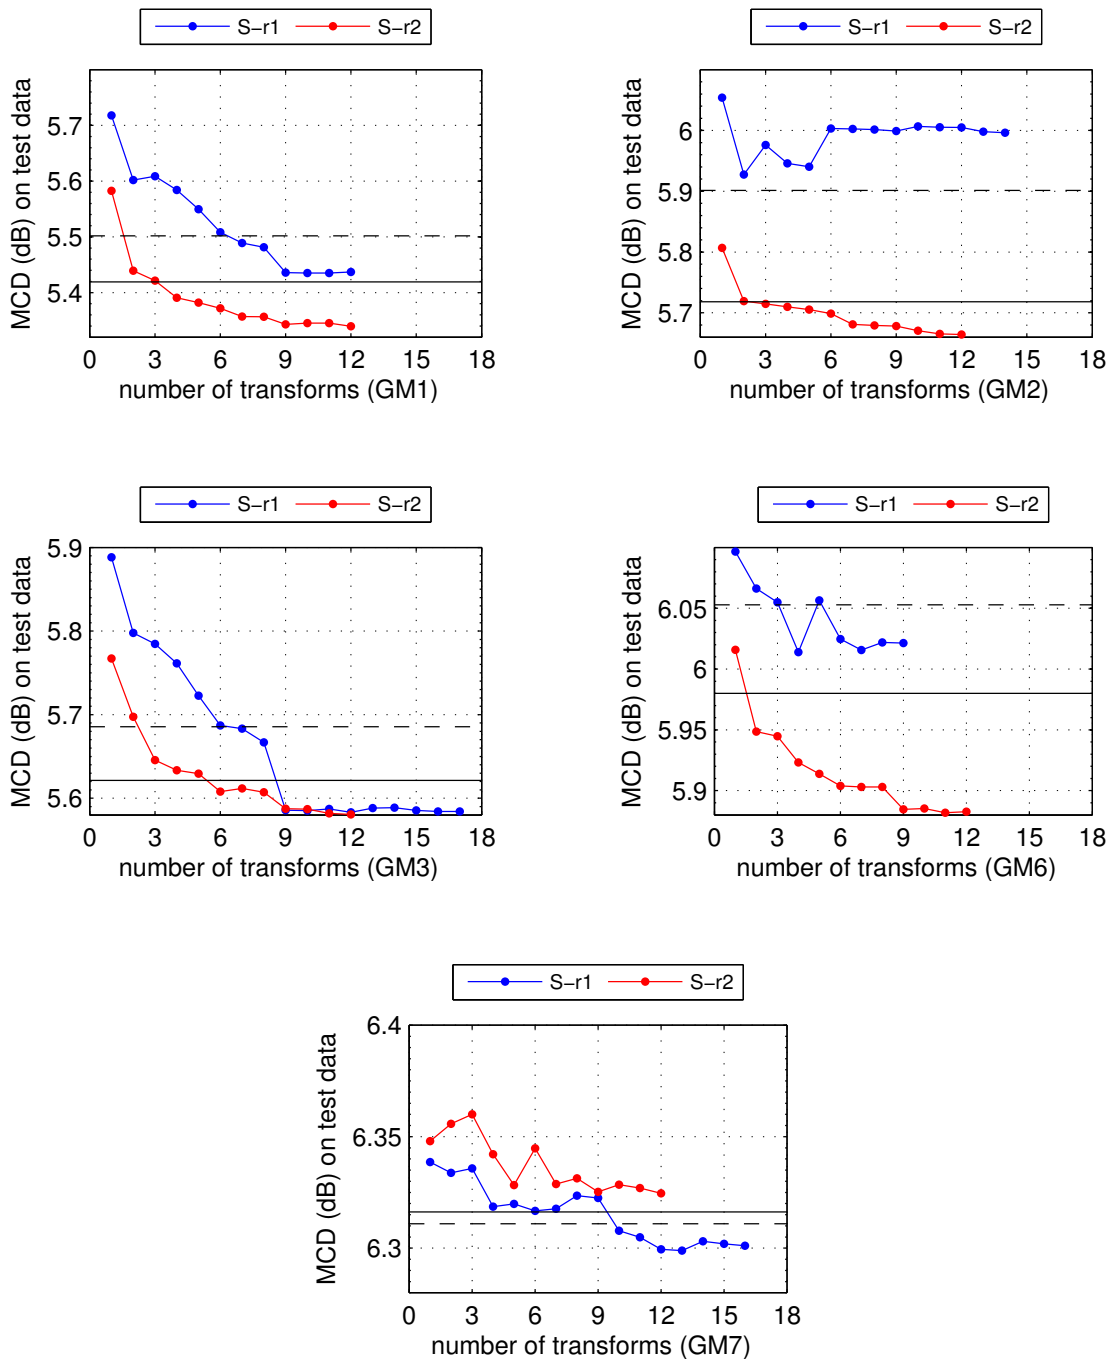 S−r1 S−r2
MCD (dB) on test data
5.7
5.6
5.5
5.4
0 3 6 9 12 15 18
number of transforms (GM1)
S−r1 S−r2
MCD (dB) on test data
6
5.9
5.8
5.7
0 3 6 9 12 15 18
number of transforms (GM2)
S−r1 S−r2
MCD (dB) on test data
5.9
5.8
5.7
5.6
0 3 6 9 12 15 18
number of transforms (GM3)
S−r1 S−r2
MCD (dB) on test data
6.05
6
5.95
5.9
0 3 6 9 12 15 18
number of transforms (GM6)
S−r1 S−r2
MCD (dB) on test data
6.4
6.35
6.3
0 3 6 9 12 15 18
number of transforms (GM7)